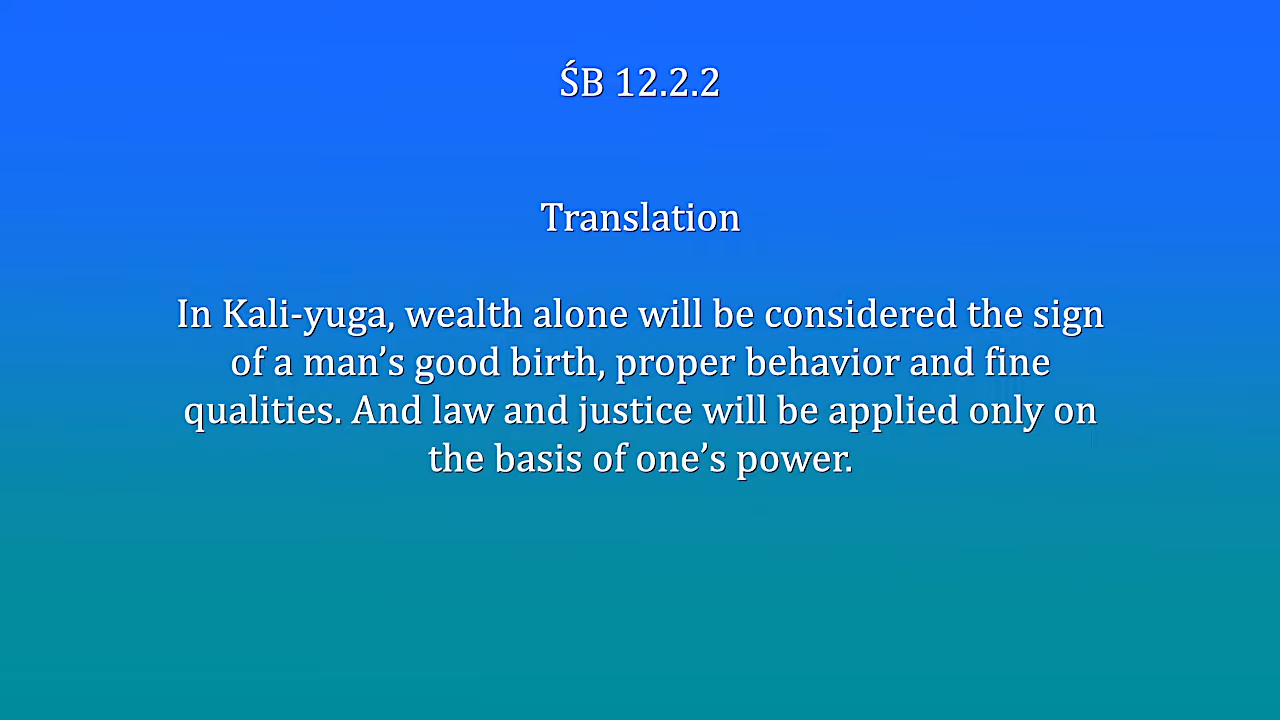 ŚB 12.2.2
Translation
In Kali-yuga, wealth alone will be considered the sign
of a man’s good birth, proper behavior and fine
qualities. And law and justice will be applied only on
the basis of one’s power.